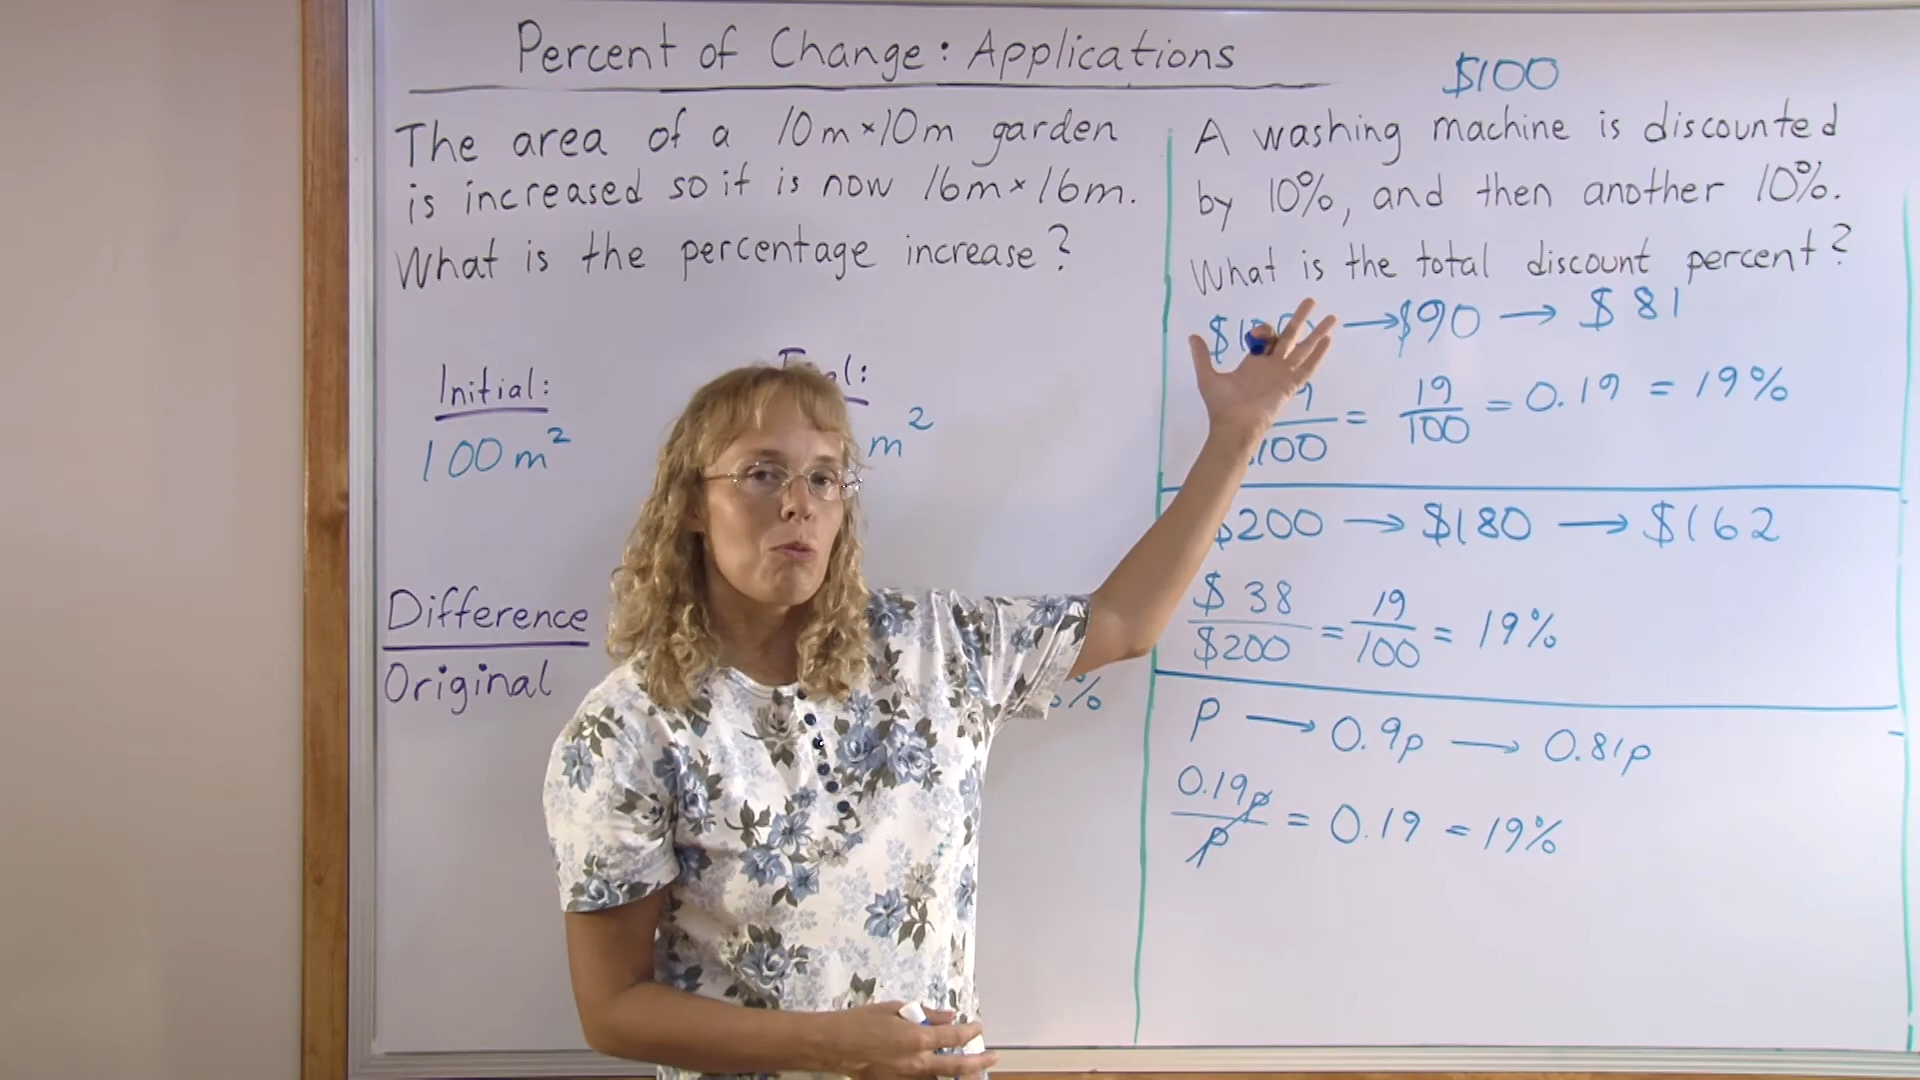 Percent of Change: Applications
The area of a 10m×10m garden
is increased so it is now 16m×16m.
What is the percentage increase?
Initial:
100 m²
m²
Difference
Original
%
$100
A washing machine is discounted
by 10%, and then another 10%.
What is the total discount percent?
→ $90 → $81
100 = 19/100 = 0.19 = 19%
$200 → $180 → $162
$38/$200 = 19/100 = 19%
P → 0.9p → 0.81p
0.19p/p = 0.19 = 19%